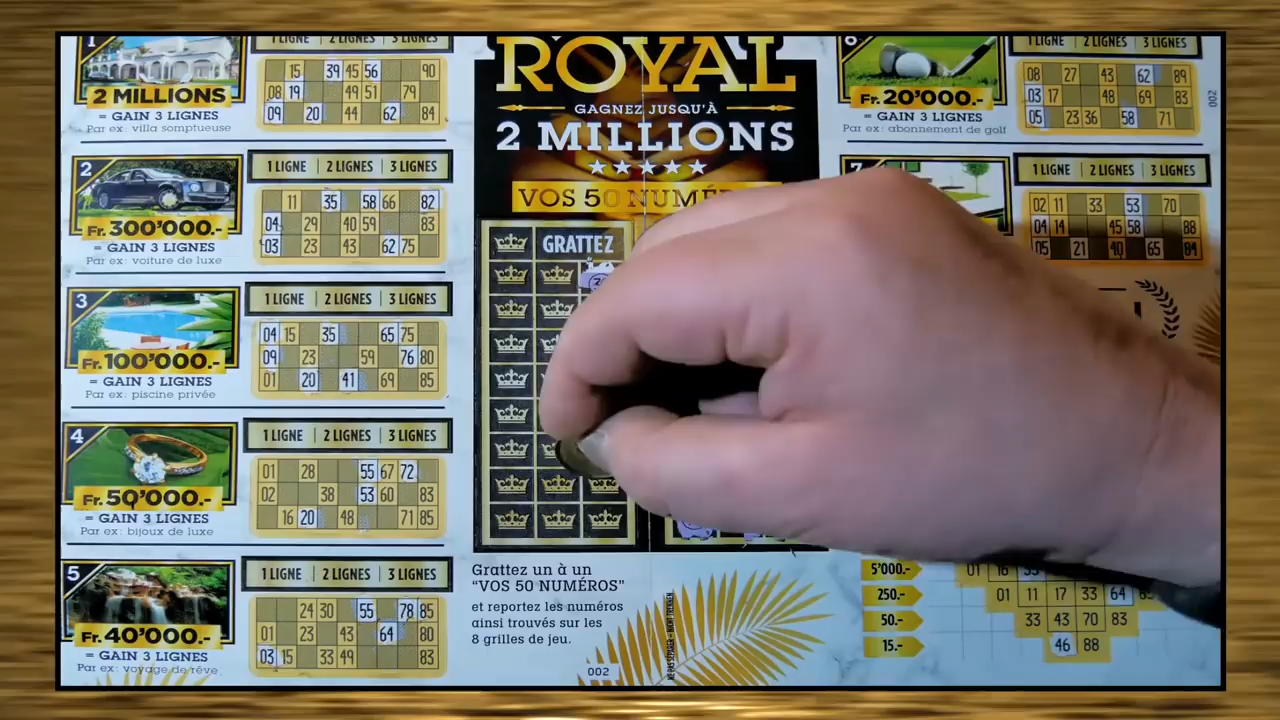 1
2 MILLIONS
= GAIN 3 LIGNES
Par ex: villa somptueuse
1 LIGNE | 2 LIGNES | 3 LIGNES
15 39 45 56 90
08 19 49 51 79
09 20 44 62 84
2
Fr. 300'000.-
= GAIN 3 LIGNES
Par ex: voiture de luxe
1 LIGNE | 2 LIGNES | 3 LIGNES
11 35 58 66 82
04 29 40 59 83
03 23 43 62 75
3
Fr. 100'000.-
= GAIN 3 LIGNES
Par ex: piscine privée
1 LIGNE | 2 LIGNES | 3 LIGNES
04 15 35 65 75
09 23 59 76 80
01 20 41 69 85
4
Fr. 50'000.-
= GAIN 3 LIGNES
Par ex: bijoux de luxe
1 LIGNE | 2 LIGNES | 3 LIGNES
01 28 55 67 72
02 38 53 60 83
16 20 48 71 85
5
Fr. 40'000.-
= GAIN 3 LIGNES
Par ex: voyage de rêve
1 LIGNE | 2 LIGNES | 3 LIGNES
24 30 55 78 85
01 23 43 64 80
03 15 33 49 83
ROYAL
GAGNEZ JUSQU'À
2 MILLIONS
VOS 50 NUMÉ
GRATTEZ
Grattez un à un
"VOS 50 NUMÉROS"
et reportez les numéros
ainsi trouvés sur les
8 grilles de jeu.
002
6
Fr. 20'000.-
= GAIN 3 LIGNES
Par ex: abonnement de golf
1 LIGNE | 2 LIGNES | 3 LIGNES
08 27 43 62 89
03 17 48 69 83
05 23 36 58 71
002
7
1 LIGNE | 2 LIGNES | 3 LIGNES
02 11 33 53 70
14 45 58 88
05 21 40 65 84
5'000.-
01 16
250.-
01 11 17 33 64
50.-
33 43 70 83
15.-
46 88